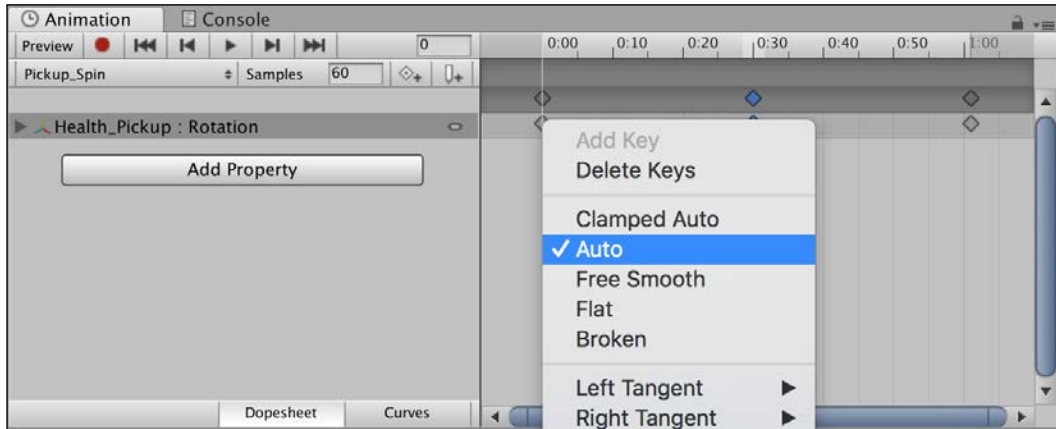 Animation
Console
Preview
0
0:00 0:10 0:20 0:30 0:40 0:50 1:00
Pickup_Spin
Samples 60
Health_Pickup : Rotation
Add Property
Add Key
Delete Keys
Clamped Auto
Auto
Free Smooth
Flat
Broken
Left Tangent
Right Tangent
Dopesheet
Curves